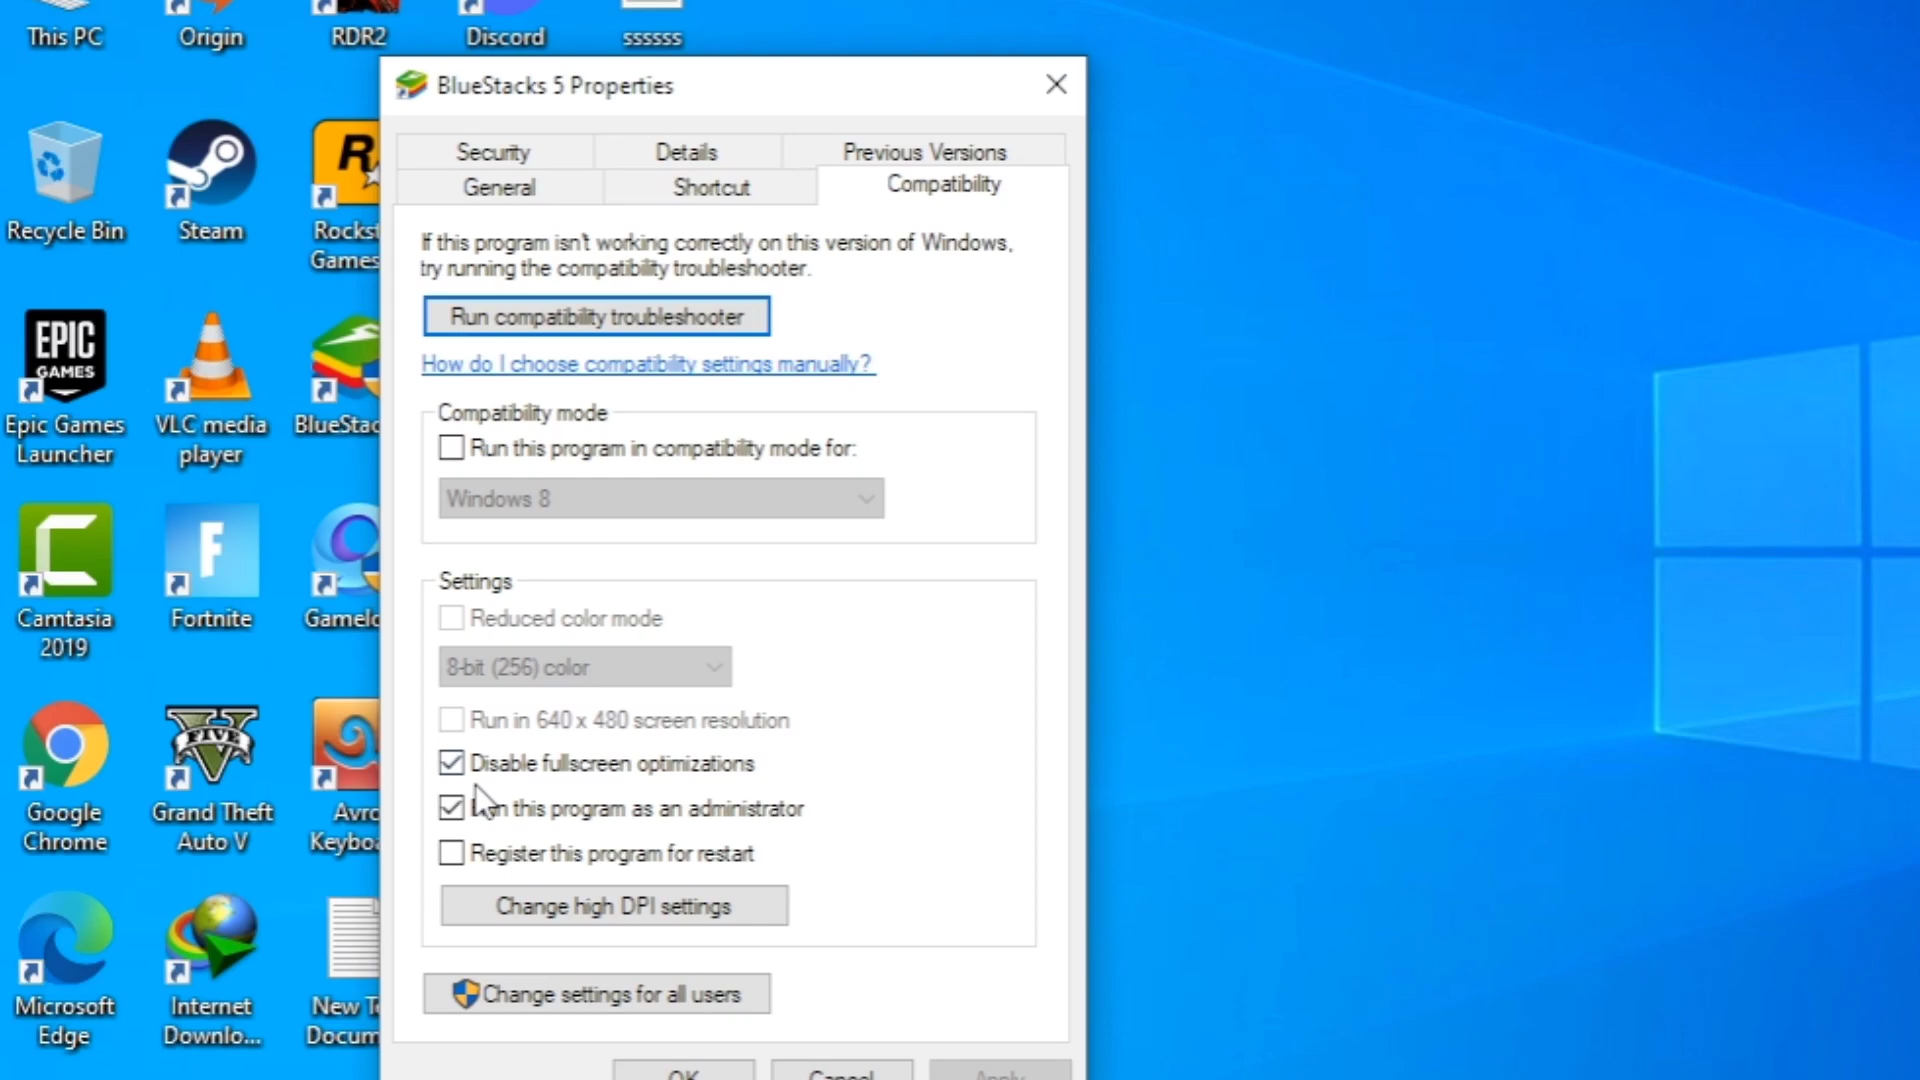 This PC
Origin
RDR2
Discord
ssssss
BlueStacks 5 Properties
Security
Details
Previous Versions
General
Shortcut
Compatibility
If this program isn't working correctly on this version of Windows,
try running the compatibility troubleshooter.
Run compatibility troubleshooter
How do I choose compatibility settings manually?
Compatibility mode
Run this program in compatibility mode for:
Windows 8
Settings
Reduced color mode
8-bit (256) color
Run in 640 x 480 screen resolution
Disable fullscreen optimizations
Run this program as an administrator
Register this program for restart
Change high DPI settings
Change settings for all users
OK
Cancel
Apply
Recycle Bin
Steam
Rockst
Games
EPIC
GAMES
Epic Games
Launcher
VLC media
player
BlueStac
Camtasia
2019
F
Fortnite
Gamelo
Google
Chrome
FIVE
Grand Theft
Auto V
Avro
Keyboa
Microsoft
Edge
Internet
Downlo...
New Te
Docum